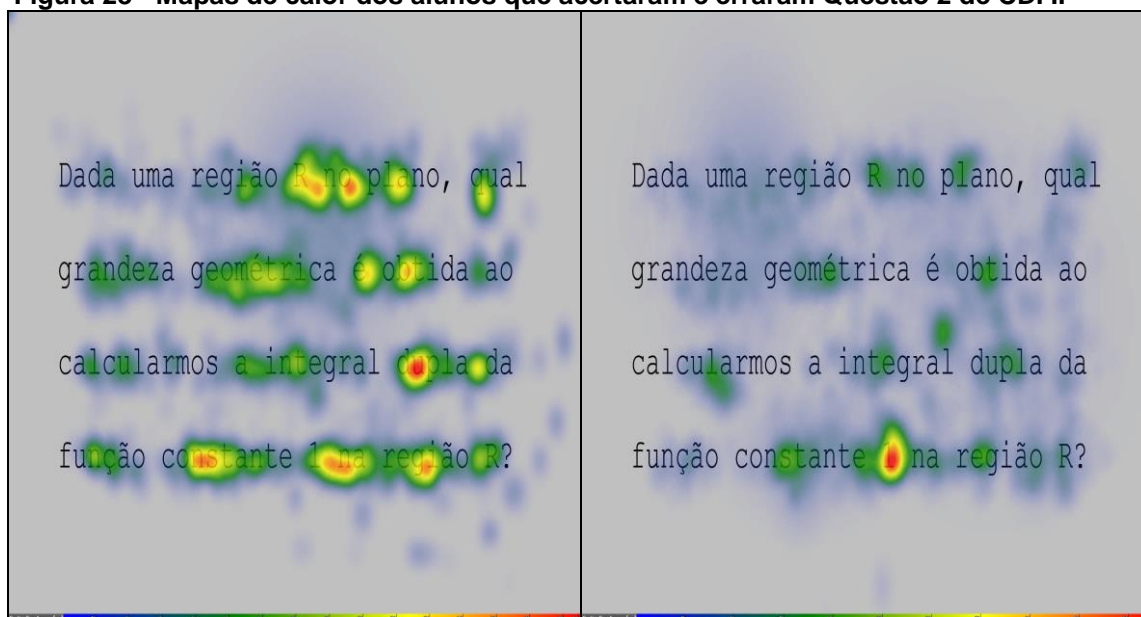 Figura 26 - Mapas de calor dos alunos que acertaram e erraram Questão 2 de CDI II
Dada uma região R no plano, qual
grandeza geométrica é obtida ao
calcularmos a integral dupla da
função constante 1 na região R?
Dada uma região R no plano, qual
grandeza geométrica é obtida ao
calcularmos a integral dupla da
função constante 1 na região R?